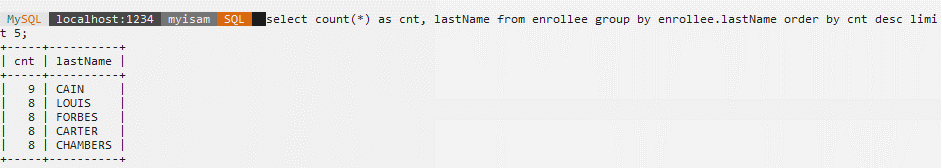 MySQL localhost:1234 myisam SQL select count(*) as cnt, lastName from enrollee group by enrollee.lastName order by cnt desc limi
t 5;
+-----+----------+
| cnt | lastName |
+-----+----------+
|   9 | CAIN     |
|   8 | LOUIS    |
|   8 | FORBES   |
|   8 | CARTER   |
|   8 | CHAMBERS |
+-----+----------+